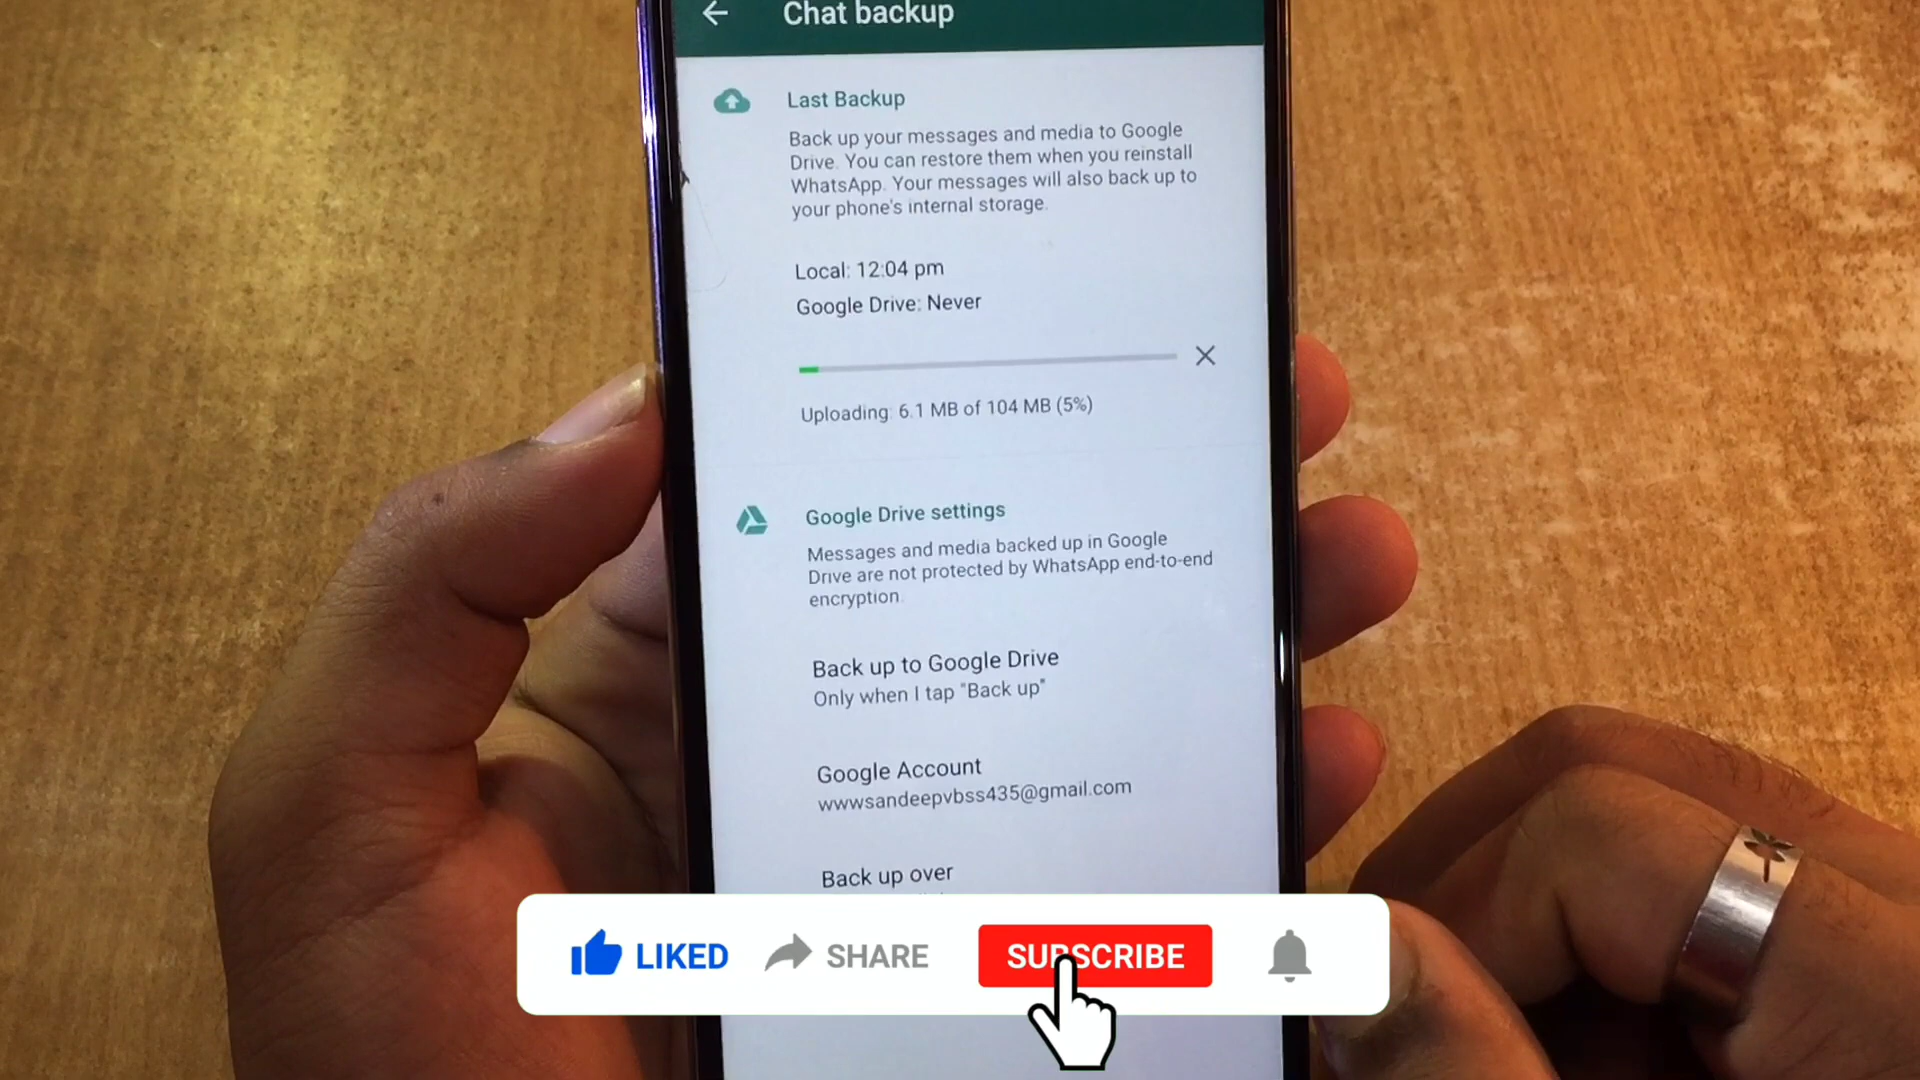 Chat backup
Last Backup
Back up your messages and media to Google
Drive. You can restore them when you reinstall
WhatsApp. Your messages will also back up to
your phone's internal storage.
Local: 12:04 pm
Google Drive: Never
Uploading: 6.1 MB of 104 MB (5%)
Google Drive settings
Messages and media backed up in Google
Drive are not protected by WhatsApp end-to-end
encryption.
Back up to Google Drive
Only when I tap "Back up"
Google Account
wwwsandeepvbss435@gmail.com
Back up over
LIKED
SHARE
SUBSCRIBE